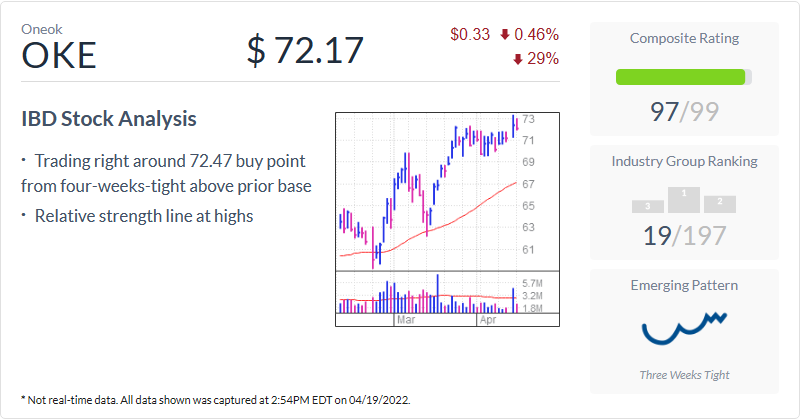 Oneok
OKE
$ 72.17
$0.33 0.46%
29%
IBD Stock Analysis
· Trading right around 72.47 buy point
from four-weeks-tight above prior base
· Relative strength line at highs
73
71
69
67
65
63
61
5.7M
3.2M
1.8M
Mar
Apr
Composite Rating
97/99
Industry Group Ranking
3
1
2
19/197
Emerging Pattern
Three Weeks Tight
* Not real-time data. All data shown was captured at 2:54PM EDT on 04/19/2022.